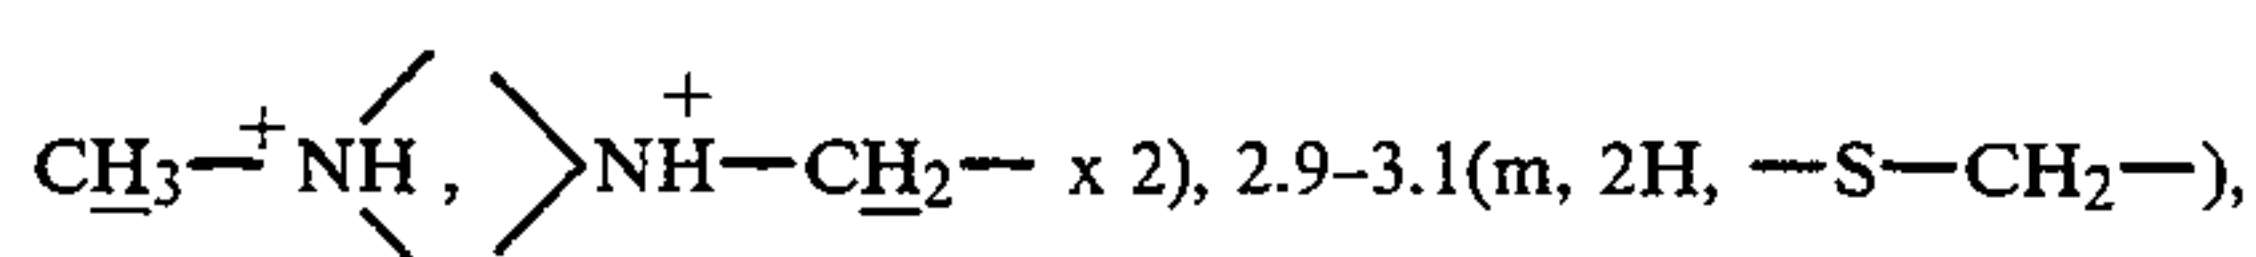 CH₃—⁺NH, >NH⁺—CH₂— x 2), 2.9–3.1(m, 2H, —S—CH₂—),